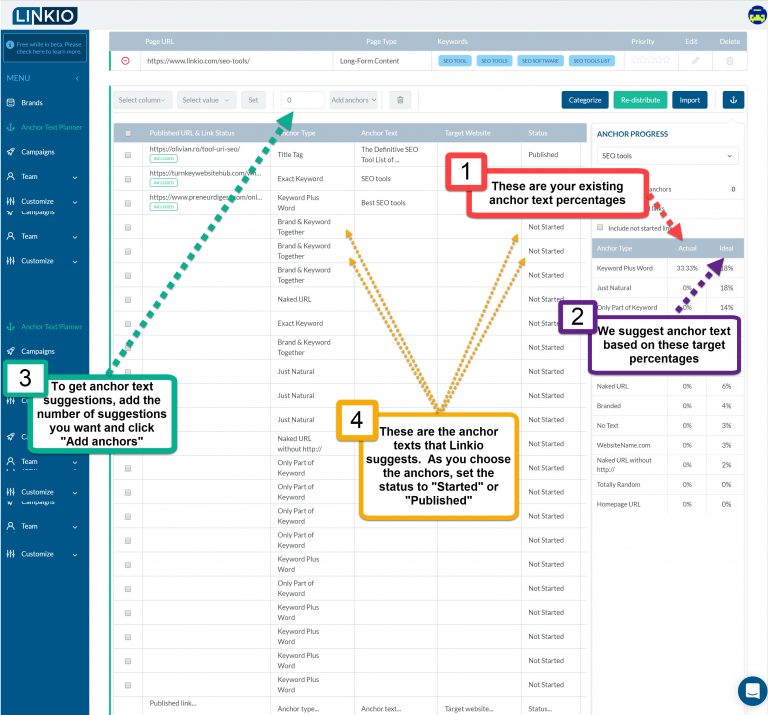 LINKIO
Free while in beta. Please
check here to learn more.
MENU
Brands
Anchor Text Planner
Campaigns
Team
Customize
Campaigns
Team
Customize
Anchor Text Planner
Campaigns
Team
Customize
Campaigns
Team
Customize
Page URL Page Type Keywords Priority Edit Delete
https://www.linkio.com/seo-tools/ Long-Form Content SEO TOOL SEO TOOLS SEO SOFTWARE SEO TOOLS LIST
Select column Select value Set 0 Add anchors Categorize Re-distribute Import
Published URL & Link Status Anchor Type Anchor Text Target Website Status
https://olivian.ro/tool-uri-seo/
INCLUDED
Title Tag
The Definitive SEO
Tool List of ...
Published
https://turnkeywebsitehub.com/
INCLUDED
Exact Keyword
SEO tools
https://www.preneurdigest.com/onl...
INCLUDED
Keyword Plus
Word
Best SEO tools
Brand & Keyword
Together
Not Started
Brand & Keyword
Together
Not Started
Brand & Keyword
Together
Not Started
Naked URL
Not Started
Exact Keyword
Not Started
Brand & Keyword
Together
Not Started
Just Natural
Not Started
Just Natural
Just Natural
Naked URL
without http://
Only Part of
Keyword
Only Part of
Keyword
Not Started
Only Part of
Keyword
Not Started
Only Part of
Keyword
Not Started
Keyword Plus
Word
Not Started
Only Part of
Keyword
Not Started
Keyword Plus
Word
Not Started
Keyword Plus
Word
Not Started
Keyword Plus
Word
Not Started
Keyword Plus
Word
Not Started
Published link... Anchor type... Anchor text... Target website... Status...
ANCHOR PROGRESS
SEO tools
anchors 0
links
Include not started lin
Anchor Type Actual Ideal
Keyword Plus Word 33.33% 18%
Just Natural 0% 18%
Only Part of Keyword 0% 14%
Naked URL 0% 6%
Branded 0% 4%
No Text 0% 3%
WebsiteName.com 0% 3%
Naked URL without
http://
0% 2%
Totally Random 0% 0%
Homepage URL 0% 0%
1
These are your existing
anchor text percentages
2
We suggest anchor text
based on these target
percentages
3
To get anchor text
suggestions, add the
number of suggestions
you want and click
"Add anchors"
4
These are the anchor
texts that Linkio
suggests. As you choose
the anchors, set the
status to "Started" or
"Published"